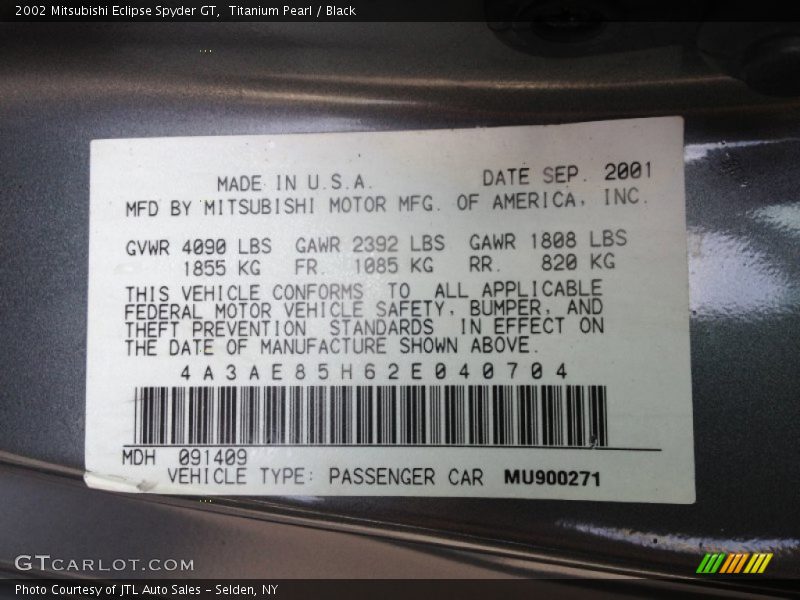 2002 Mitsubishi Eclipse Spyder GT,  Titanium Pearl / Black
MADE IN U.S.A. DATE SEP. 2001
MFD BY MITSUBISHI MOTOR MFG. OF AMERICA, INC.
GVWR 4090 LBS GAWR 2392 LBS GAWR 1808 LBS
1855 KG FR. 1085 KG RR. 820 KG
THIS VEHICLE CONFORMS TO ALL APPLICABLE
FEDERAL MOTOR VEHICLE SAFETY, BUMPER, AND
THEFT PREVENTION STANDARDS IN EFFECT ON
THE DATE OF MANUFACTURE SHOWN ABOVE.
4A3AE85H62E040704
MDH 091409
VEHICLE TYPE: PASSENGER CAR MU900271
GTCARLOT.COM
Photo Courtesy of JTL Auto Sales - Selden, NY